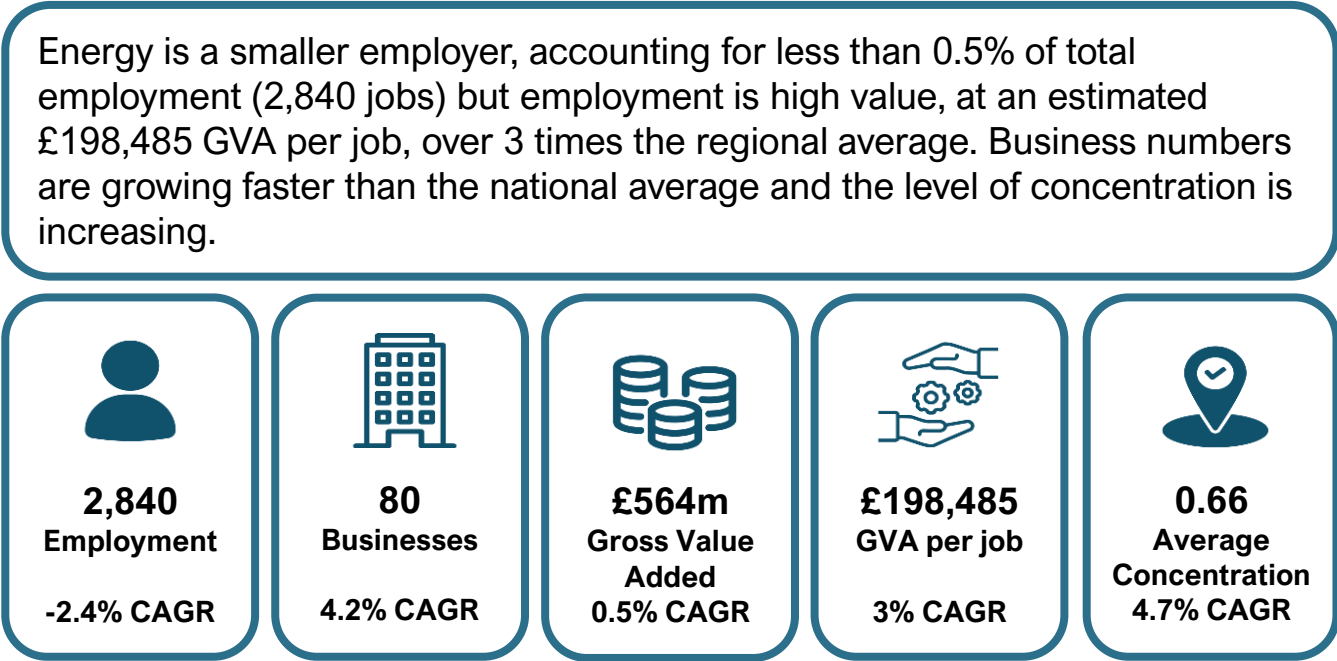 Energy is a smaller employer, accounting for less than 0.5% of total
employment (2,840 jobs) but employment is high value, at an estimated
£198,485 GVA per job, over 3 times the regional average. Business numbers
are growing faster than the national average and the level of concentration is
increasing.
2,840
Employment
-2.4% CAGR
80
Businesses
4.2% CAGR
£564m
Gross Value
Added
0.5% CAGR
£198,485
GVA per job
3% CAGR
0.66
Average
Concentration
4.7% CAGR